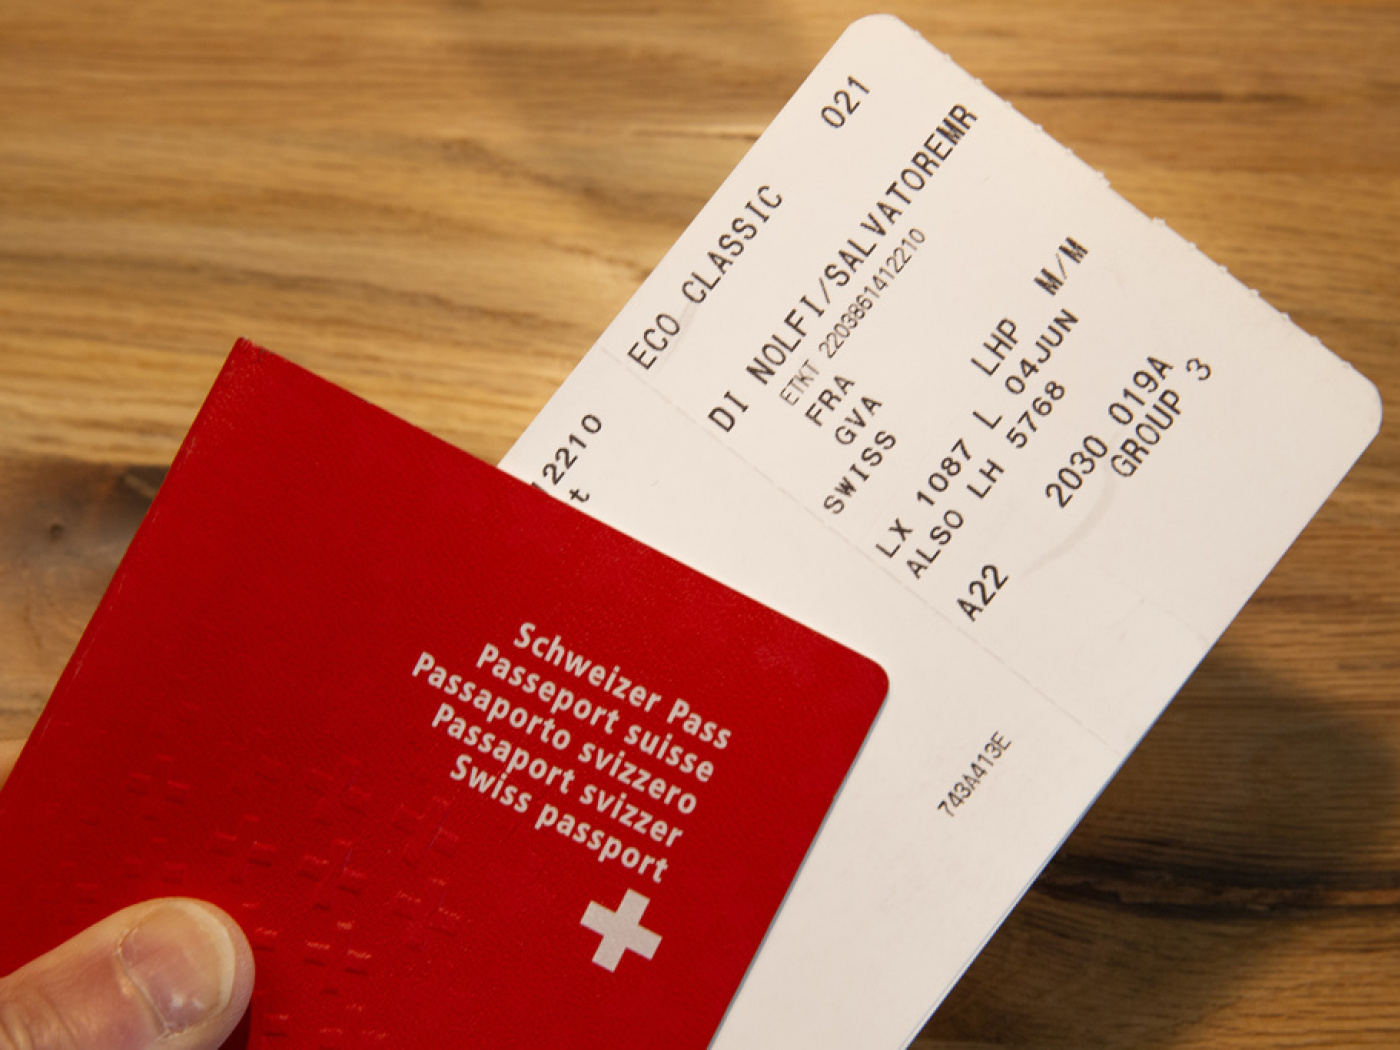 ECO CLASSIC 021
DI NOLFI/SALVATOREMR
ETKT 2203861412210
FRA LHP M/M
GVA
SWISS
LX 1087 L 04JUN
ALSO LH 5768
A22 2030 019A
GROUP 3
743A413E
2210
t
Schweizer Pass
Passeport suisse
Passaporto svizzero
Passaport svizzer
Swiss passport